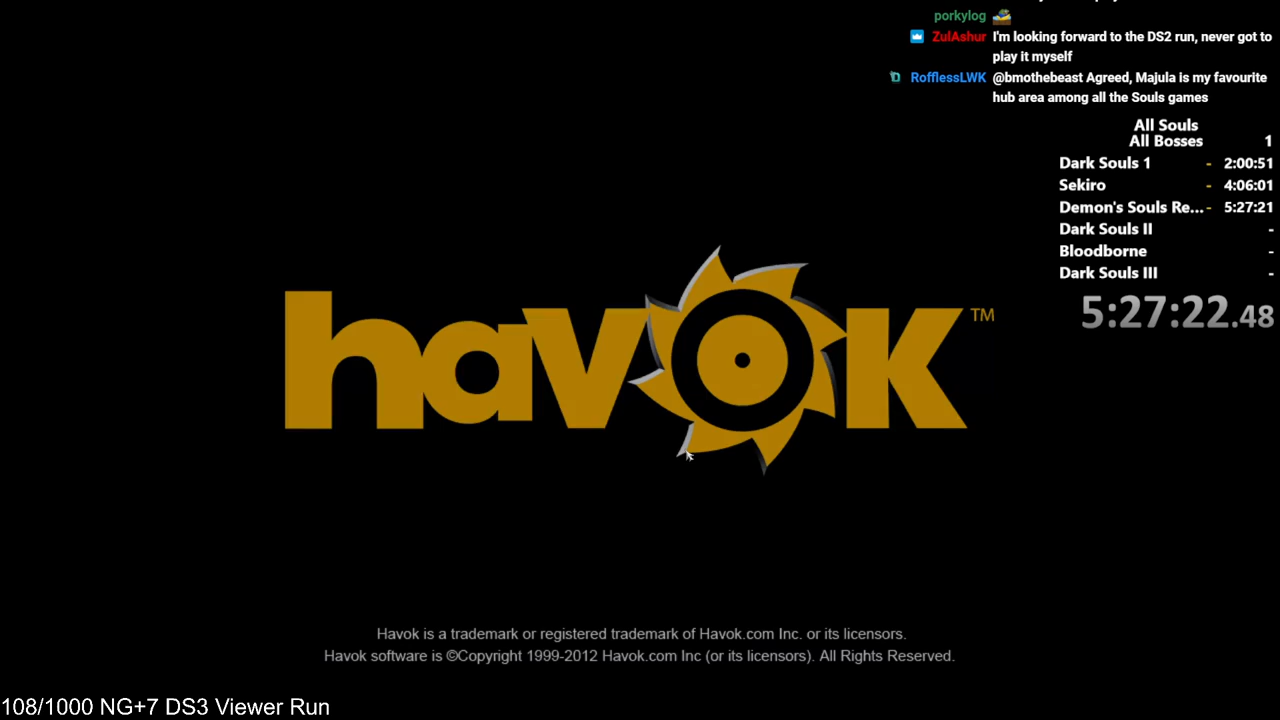 porkylog
ZulAshur I'm looking forward to the DS2 run, never got to
play it myself
RofflessLWK @bmothebeast Agreed, Majula is my favourite
hub area among all the Souls games
All Souls
All Bosses 1
Dark Souls 1 - 2:00:51
Sekiro - 4:06:01
Demon's Souls Re... - 5:27:21
Dark Souls II -
Bloodborne -
Dark Souls III -
5:27:22.48
havok TM
Havok is a trademark or registered trademark of Havok.com Inc. or its licensors.
Havok software is ©Copyright 1999-2012 Havok.com Inc (or its licensors). All Rights Reserved.
108/1000 NG+7 DS3 Viewer Run